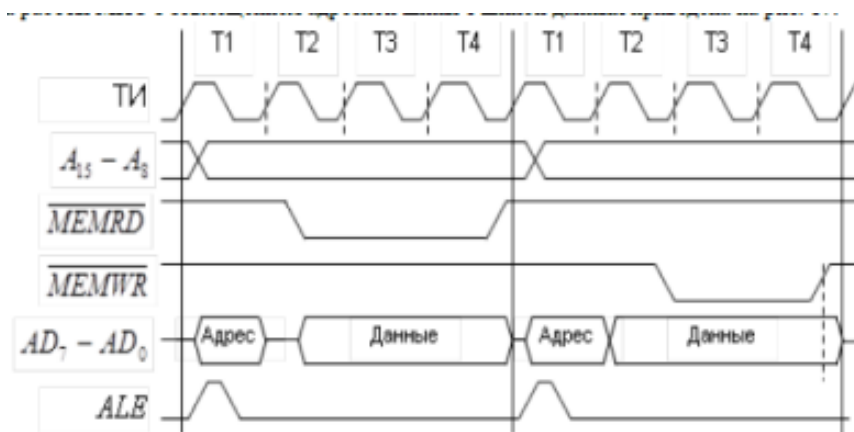 T1 T2 T3 T4 T1 T2 T3 T4
ТИ
A₁₅ – A₈
MEMRD
MEMWR
AD₇ – AD₀ Адрес Данные Адрес Данные
ALE